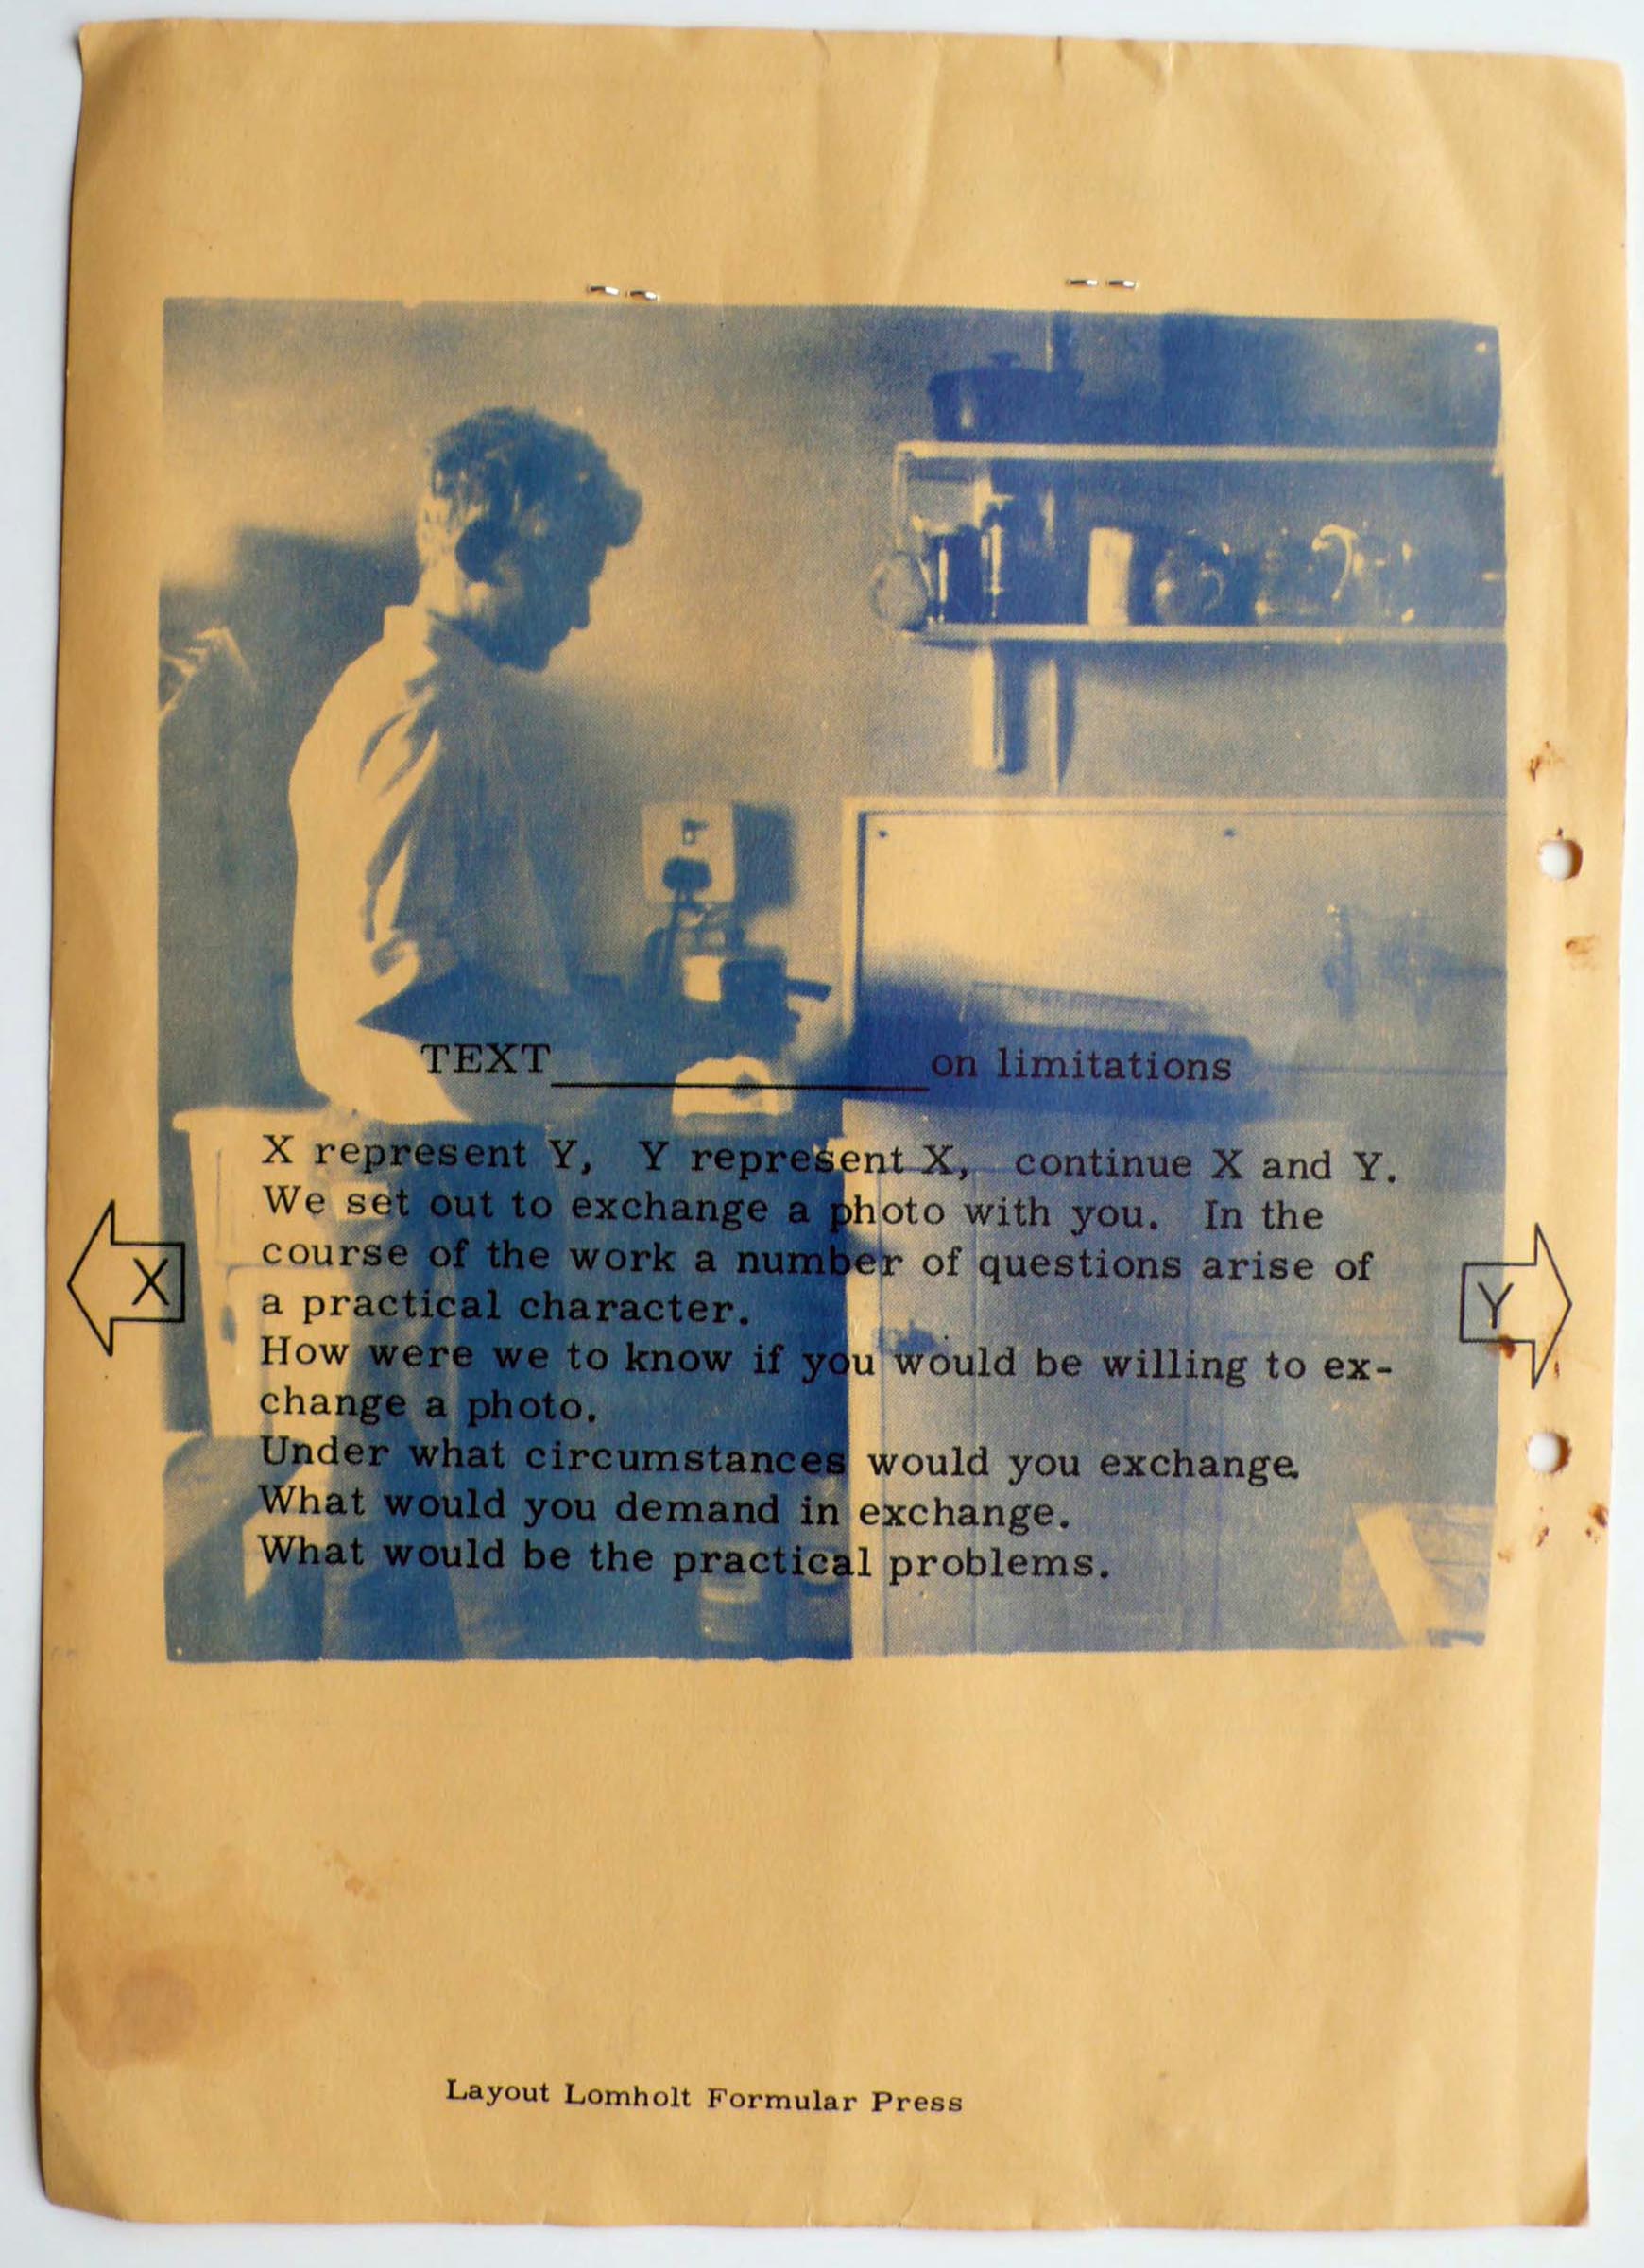 TEXT__________on limitations
X represent Y, Y represent X, continue X and Y.
We set out to exchange a photo with you. In the
course of the work a number of questions arise of
a practical character.
How were we to know if you would be willing to ex-
change a photo.
Under what circumstances would you exchange.
What would you demand in exchange.
What would be the practical problems.
X
Y
Layout Lomholt Formular Press